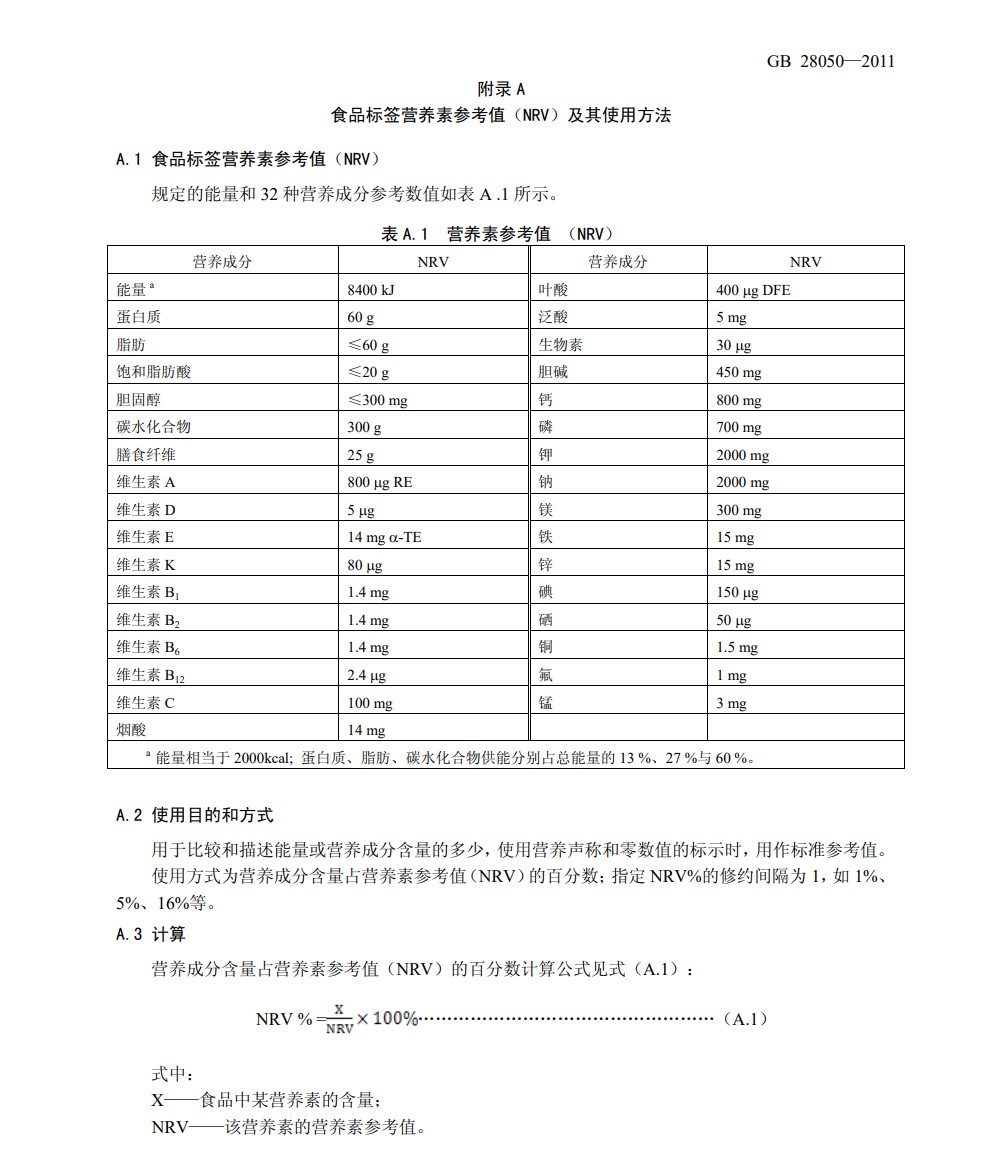 GB 28050—2011
附录 A
食品标签营养素参考值（NRV）及其使用方法
A.1 食品标签营养素参考值（NRV）
规定的能量和 32 种营养成分参考数值如表 A .1 所示。
表 A.1 营养素参考值 （NRV）
营养成分 NRV 营养成分 NRV
能量 a 8400 kJ 叶酸 400 μg DFE
蛋白质 60 g 泛酸 5 mg
脂肪 ≤60 g 生物素 30 μg
饱和脂肪酸 ≤20 g 胆碱 450 mg
胆固醇 ≤300 mg 钙 800 mg
碳水化合物 300 g 磷 700 mg
膳食纤维 25 g 钾 2000 mg
维生素 A 800 μg RE 钠 2000 mg
维生素 D 5 μg 镁 300 mg
维生素 E 14 mg α-TE 铁 15 mg
维生素 K 80 μg 锌 15 mg
维生素 B1 1.4 mg 碘 150 μg
维生素 B2 1.4 mg 硒 50 μg
维生素 B6 1.4 mg 铜 1.5 mg
维生素 B12 2.4 μg 氟 1 mg
维生素 C 100 mg 锰 3 mg
烟酸 14 mg
a 能量相当于 2000kcal; 蛋白质、脂肪、碳水化合物供能分别占总能量的 13 %、27 %与 60 %。
A.2 使用目的和方式
用于比较和描述能量或营养成分含量的多少，使用营养声称和零数值的标示时，用作标准参考值。
使用方式为营养成分含量占营养素参考值（NRV）的百分数；指定 NRV%的修约间隔为 1，如 1%、
5%、16%等。
A.3 计算
营养成分含量占营养素参考值（NRV）的百分数计算公式见式（A.1）：
NRV % = X/NRV × 100%………………………………………………（A.1）
式中：
X——食品中某营养素的含量；
NRV——该营养素的营养素参考值。